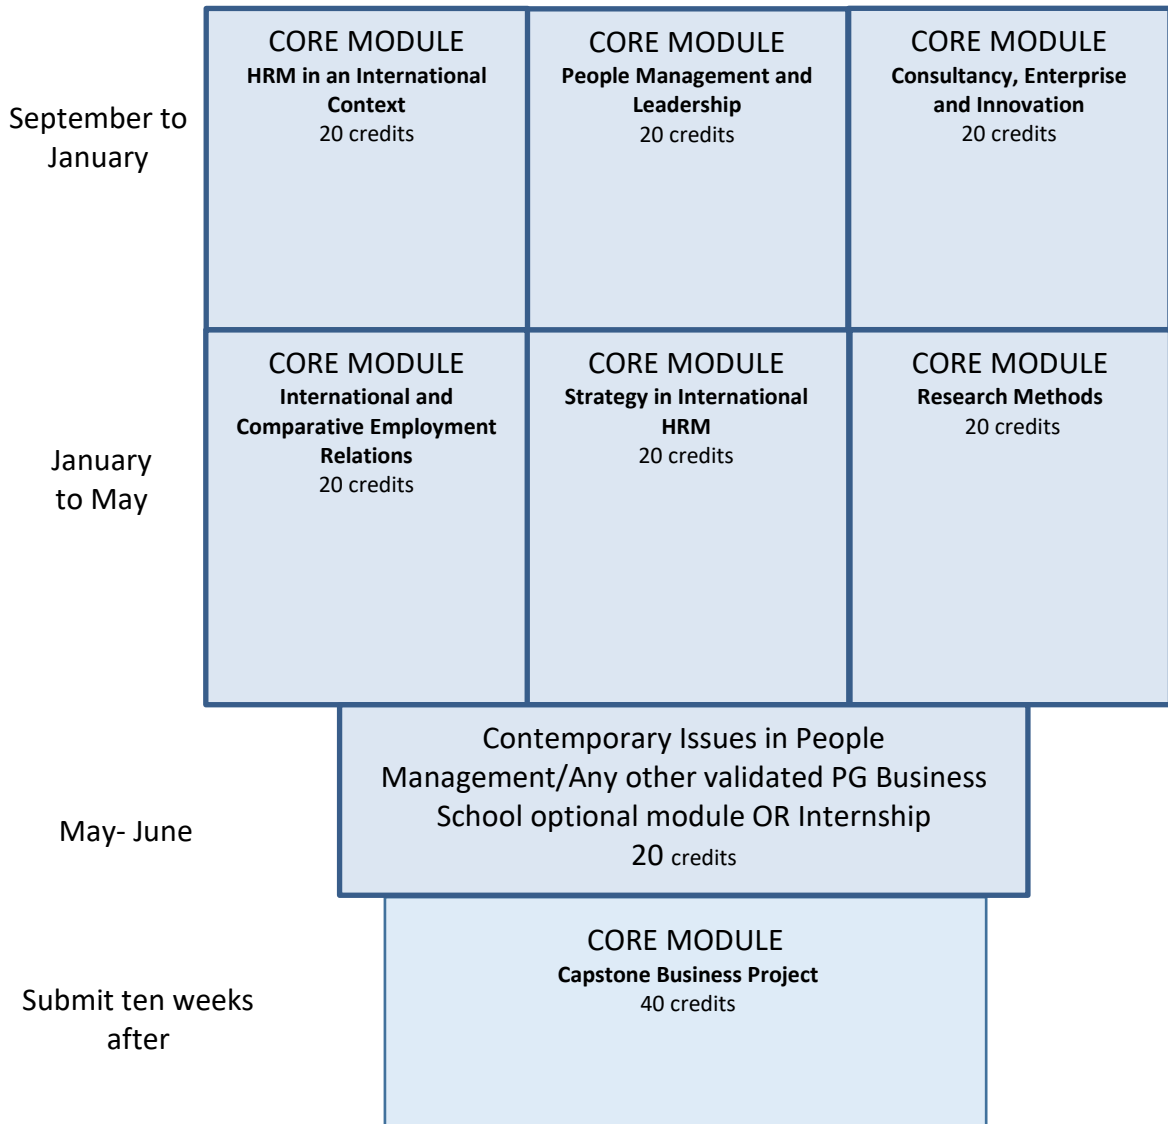 September to
January
CORE MODULE
HRM in an International
Context
20 credits
CORE MODULE
People Management and
Leadership
20 credits
CORE MODULE
Consultancy, Enterprise
and Innovation
20 credits
January
to May
CORE MODULE
International and
Comparative Employment
Relations
20 credits
CORE MODULE
Strategy in International
HRM
20 credits
CORE MODULE
Research Methods
20 credits
May- June
Contemporary Issues in People
Management/Any other validated PG Business
School optional module OR Internship
20 credits
Submit ten weeks
after
CORE MODULE
Capstone Business Project
40 credits